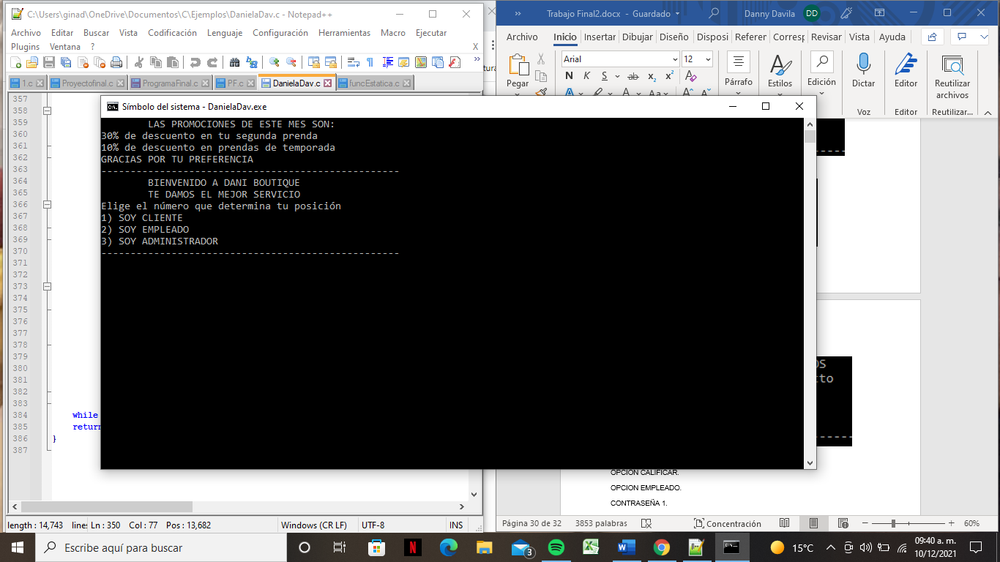 C:\Users\ginad\OneDrive\Documentos\C\Ejemplos\DanielaDav.c - Notepad++
Archivo Editar Buscar Vista Codificación Lenguaje Configuración Herramientas Macro Ejecutar
Plugins Ventana ? X
1.c Proyectofinal.c ProgramaFinal.c PF.c DanielaDav.c funcEstatica.c
357
358
359
360
361
362
363
364
365
366
367
368
369
370
371
372
373
374
375
376
377
378
379
380
381
382
383
384 while
385 return
386 }
387
length : 14,743 lines Ln : 350 Col : 77 Pos : 13,682 Windows (CR LF) UTF-8 INS
Símbolo del sistema - DanielaDav.exe
LAS PROMOCIONES DE ESTE MES SON:
30% de descuento en tu segunda prenda
10% de descuento en prendas de temporada
GRACIAS POR TU PREFERENCIA
---------------------------------------------------
BIENVENIDO A DANI BOUTIQUE
TE DAMOS EL MEJOR SERVICIO
Elige el número que determina tu posición
1) SOY CLIENTE
2) SOY EMPLEADO
3) SOY ADMINISTRADOR
---------------------------------------------------
Trabajo Final2.docx - Guardado Danny Davila DD
Archivo Inicio Insertar Dibujar Diseño Disposi Referer Corresp Revisar Vista Ayuda
Arial 12
N K S ab x₂ x²
Pegar Párrafo Estilos Edición Dictar Editor Reutilizar archivos
Voz Editor Reutilizar...
OS
cto
OPCION CALIFICAR.
OPCION EMPLEADO.
CONTRASEÑA 1.
Página 30 de 32 3853 palabras Concentración 60%
Escribe aquí para buscar
3
15°C
09:40 a. m.
10/12/2021